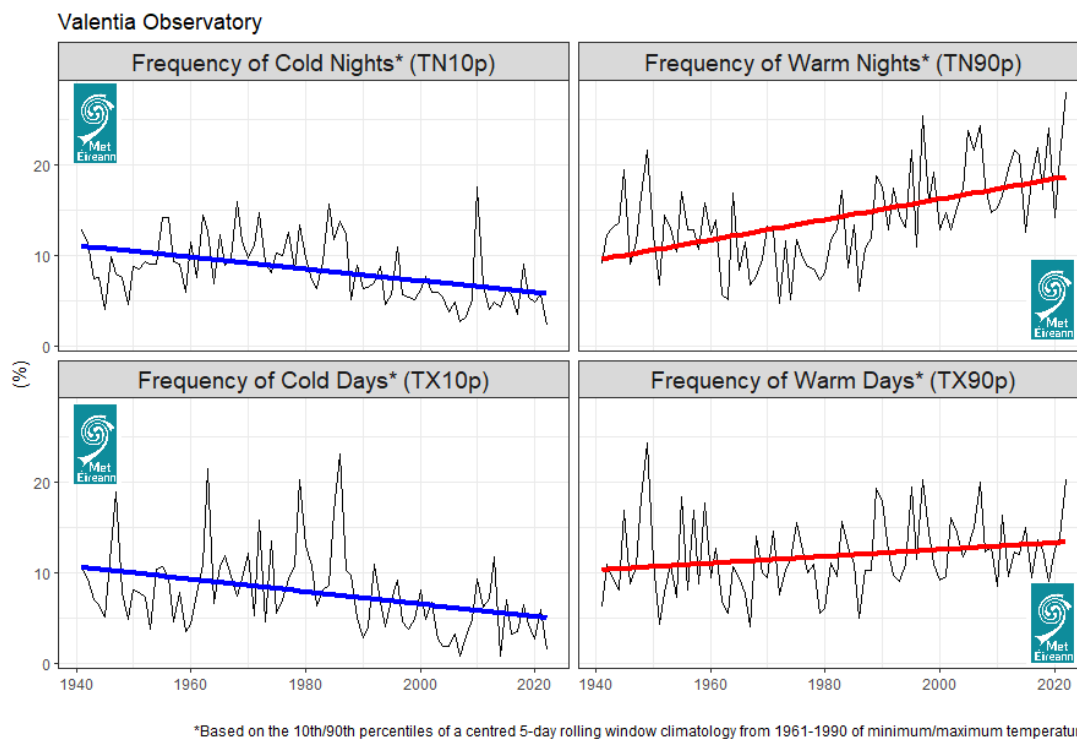 Valentia Observatory
Frequency of Cold Nights* (TN10p)
Frequency of Warm Nights* (TN90p)
Met
Éireann
20
10
0
Met
Éireann
(%)
Frequency of Cold Days* (TX10p)
Frequency of Warm Days* (TX90p)
Met
Éireann
20
10
0
Met
Éireann
1940 1960 1980 2000 2020 1940 1960 1980 2000 2020
*Based on the 10th/90th percentiles of a centred 5-day rolling window climatology from 1961-1990 of minimum/maximum temperatu